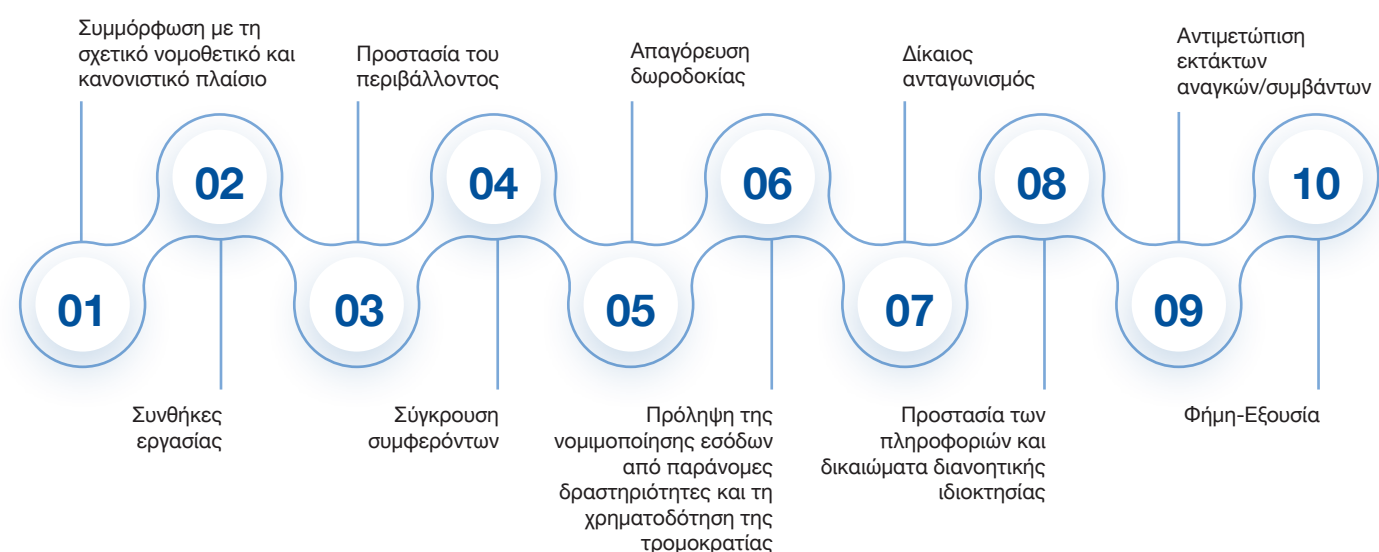 01
Συμμόρφωση με τη
σχετικό νομοθετικό και
κανονιστικό πλαίσιο
02
Συνθήκες
εργασίας
03
Προστασία του
περιβάλλοντος
04
Σύγκρουση
συμφερόντων
05
Απαγόρευση
δωροδοκίας
06
Πρόληψη της
νομιμοποίησης εσόδων
από παράνομες
δραστηριότητες και τη
χρηματοδότηση της
τρομοκρατίας
07
Δίκαιος
ανταγωνισμός
08
Προστασία των
πληροφοριών και
δικαιώματα διανοητικής
ιδιοκτησίας
09
Αντιμετώπιση
εκτάκτων
αναγκών/συμβάντων
10
Φήμη-Εξουσία